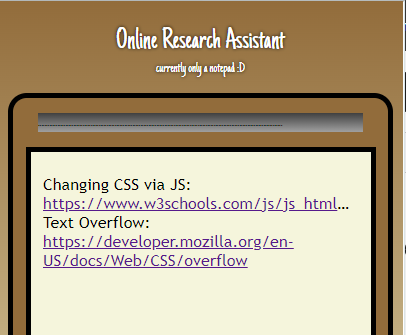 Online Research Assistant
currently only a notepad :D
Changing CSS via JS:
https://www.w3schools.com/js/js_html...
Text Overflow:
https://developer.mozilla.org/en-
US/docs/Web/CSS/overflow